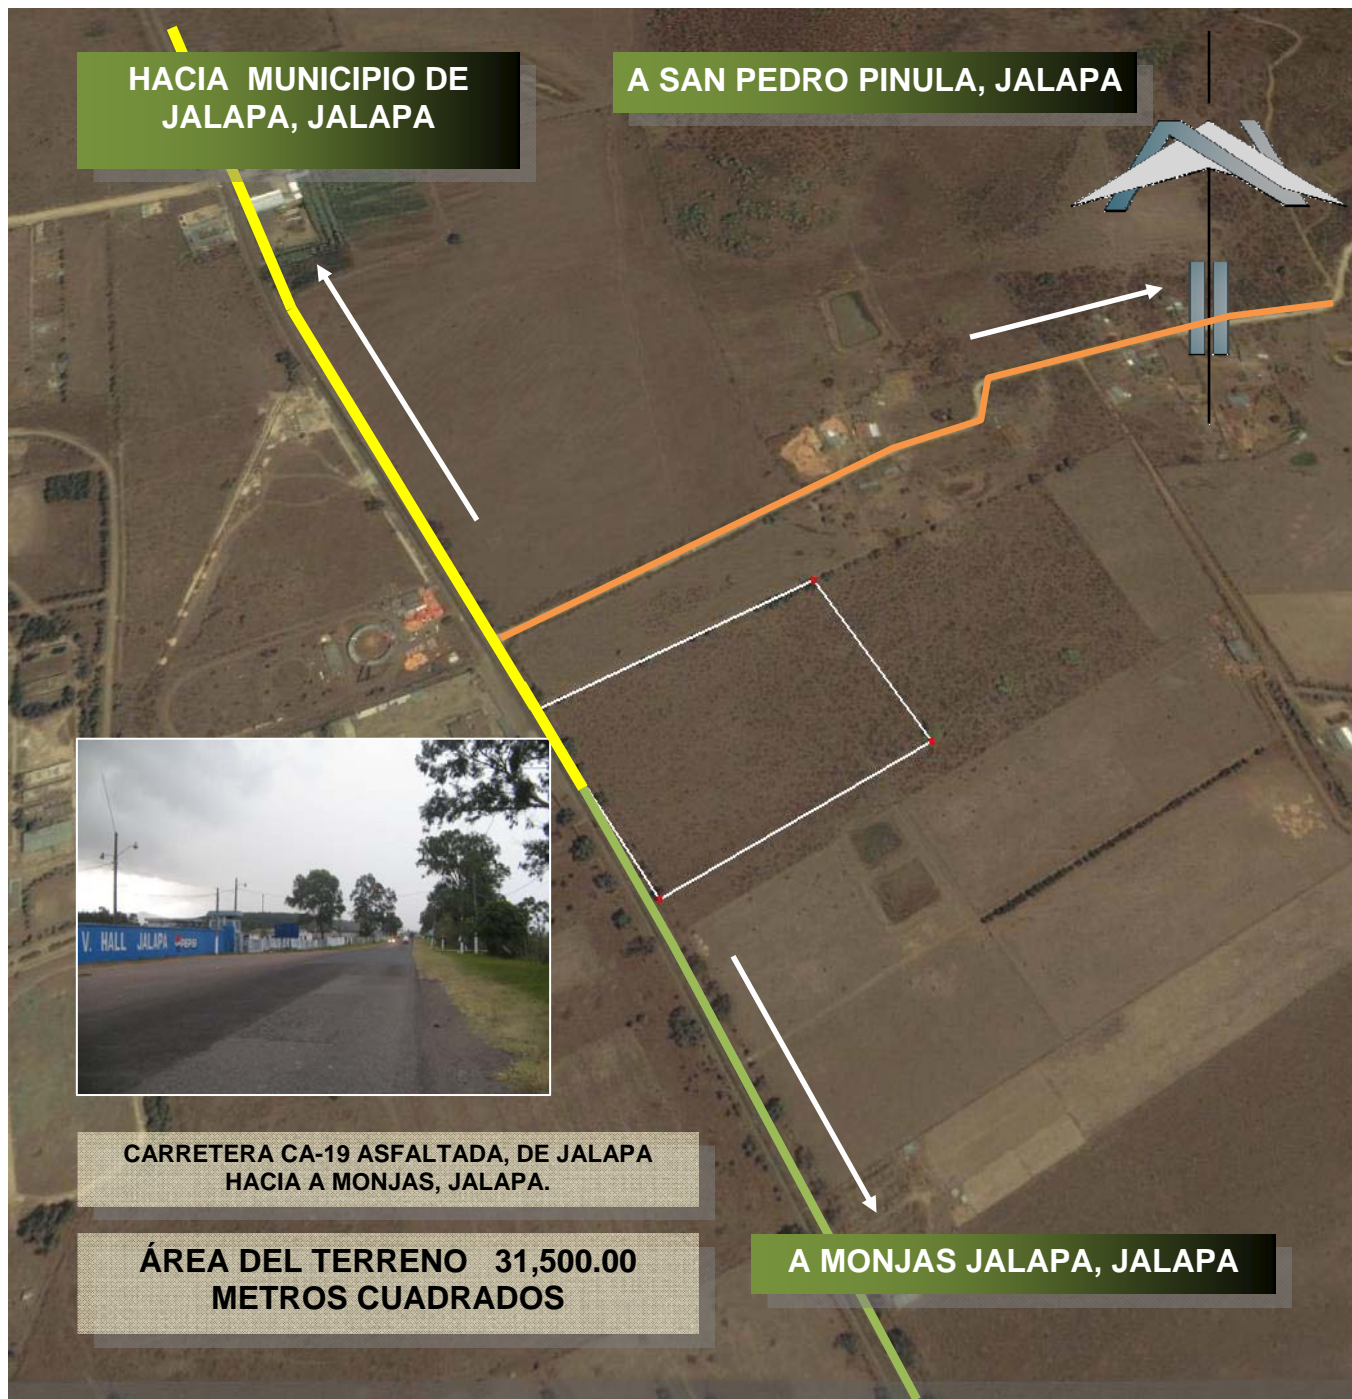 HACIA MUNICIPIO DE
JALAPA, JALAPA
A SAN PEDRO PINULA, JALAPA
V. HALL JALAPA PEPSI
CARRETERA CA-19 ASFALTADA, DE JALAPA
HACIA A MONJAS, JALAPA.
ÁREA DEL TERRENO 31,500.00
METROS CUADRADOS
A MONJAS JALAPA, JALAPA